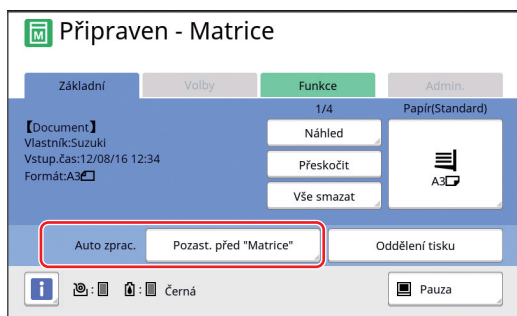 Připraven - Matrice
Základní
Volby
Funkce
Admin.
1/4
Papír(Standard)
【Document】
Vlastník:Suzuki
Vstup.čas:12/08/16 12:34
Formát:A3
Náhled
Přeskočit
Vše smazat
A3
Auto zprac.
Pozast. před "Matrice"
Oddělení tisku
i
: : Černá
Pauza